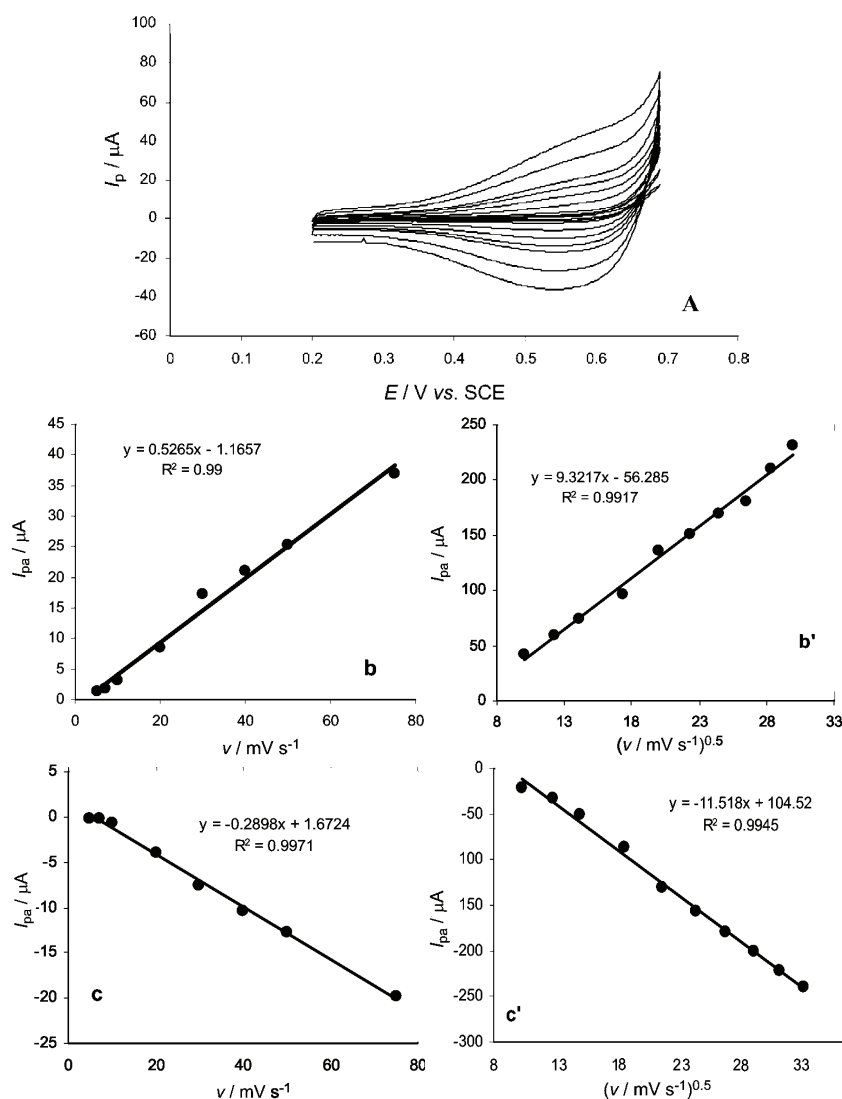 100
80
60
40
20
0
-20
-40
-60
I_p / µA
0 0.1 0.2 0.3 0.4 0.5 0.6 0.7 0.8
A
E / V vs. SCE
45
40
35
30
25
20
15
10
5
0
I_pa / µA
y = 0.5265x - 1.1657
R² = 0.99
b
0 20 40 60 80
v / mV s⁻¹
250
200
150
100
50
0
I_pa / µA
y = 9.3217x - 56.285
R² = 0.9917
b'
8 13 18 23 28 33
(v / mV s⁻¹)^0.5
5
0
-5
-10
-15
-20
-25
I_pa / µA
y = -0.2898x + 1.6724
R² = 0.9971
c
0 20 40 60 80
v / mV s⁻¹
0
-50
-100
-150
-200
-250
-300
I_pa / µA
y = -11.518x + 104.52
R² = 0.9945
c'
8 13 18 23 28 33
(v / mV s⁻¹)^0.5